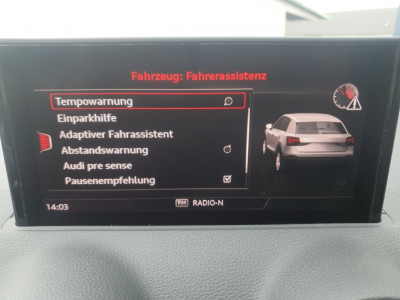 Fahrzeug: Fahrerassistenz
Tempowarnung
Einparkhilfe
Adaptiver Fahrassistent
Abstandswarnung
Audi pre sense
Pausenempfehlung
14:03
RADIO-N